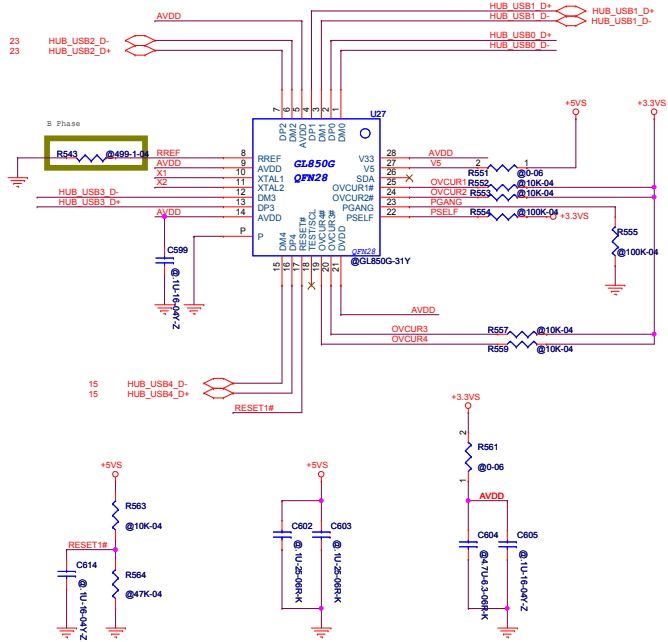 HUB_USB1_D+
HUB_USB1_D-
HUB_USB1_D+
HUB_USB1_D-
AVDD
23 HUB_USB2_D-
23 HUB_USB2_D+
HUB_USB0_D+
HUB_USB0_D-
+5VS
+3.3VS
7 6 5 4 3 2 1
U27
DP2 DM2 AVDD DP1 DM1 DP0 DM0
B Phase
R543 @499-1-04
GL850G
QFN28
RREF 8 RREF
AVDD 9 AVDD
X1 10 XTAL1
X2 11 XTAL2
HUB_USB3_D- 12 DM3
HUB_USB3_D+ 13 DP3
AVDD 14 AVDD
P P
V33 28 AVDD
V5 27 V5 2 R551 1 @0-06
SDA 26
OVCUR1# 25 OVCUR1 R552 @10K-04
OVCUR2# 24 OVCUR2 R553 @10K-04
PGANG 23 PGANG
PSELF 22 PSELF R554 @100K-04 +3.3VS
R555
@100K-04
C599
@.1U-16-04Y-Z
DM4 DP4 RESET# TEST/SCL OVCUR3# OVCUR4# DVDD
QFN28
@GL850G-31Y
15 16 17 18 19 20 21
AVDD
OVCUR3 R557 @10K-04
OVCUR4 R559 @10K-04
15 HUB_USB4_D-
15 HUB_USB4_D+
RESET1#
+3.3VS
2
R561
@0-06
1
AVDD
C604
@4.7U-6.3-06R-K
C605
@.1U-16-04Y-Z
+5VS
R563
@10K-04
RESET1#
C614
@.1U-16-04Y-Z
R564
@47K-04
+5VS
C602
@.1U-25-06R-K
C603
@.1U-25-06R-K